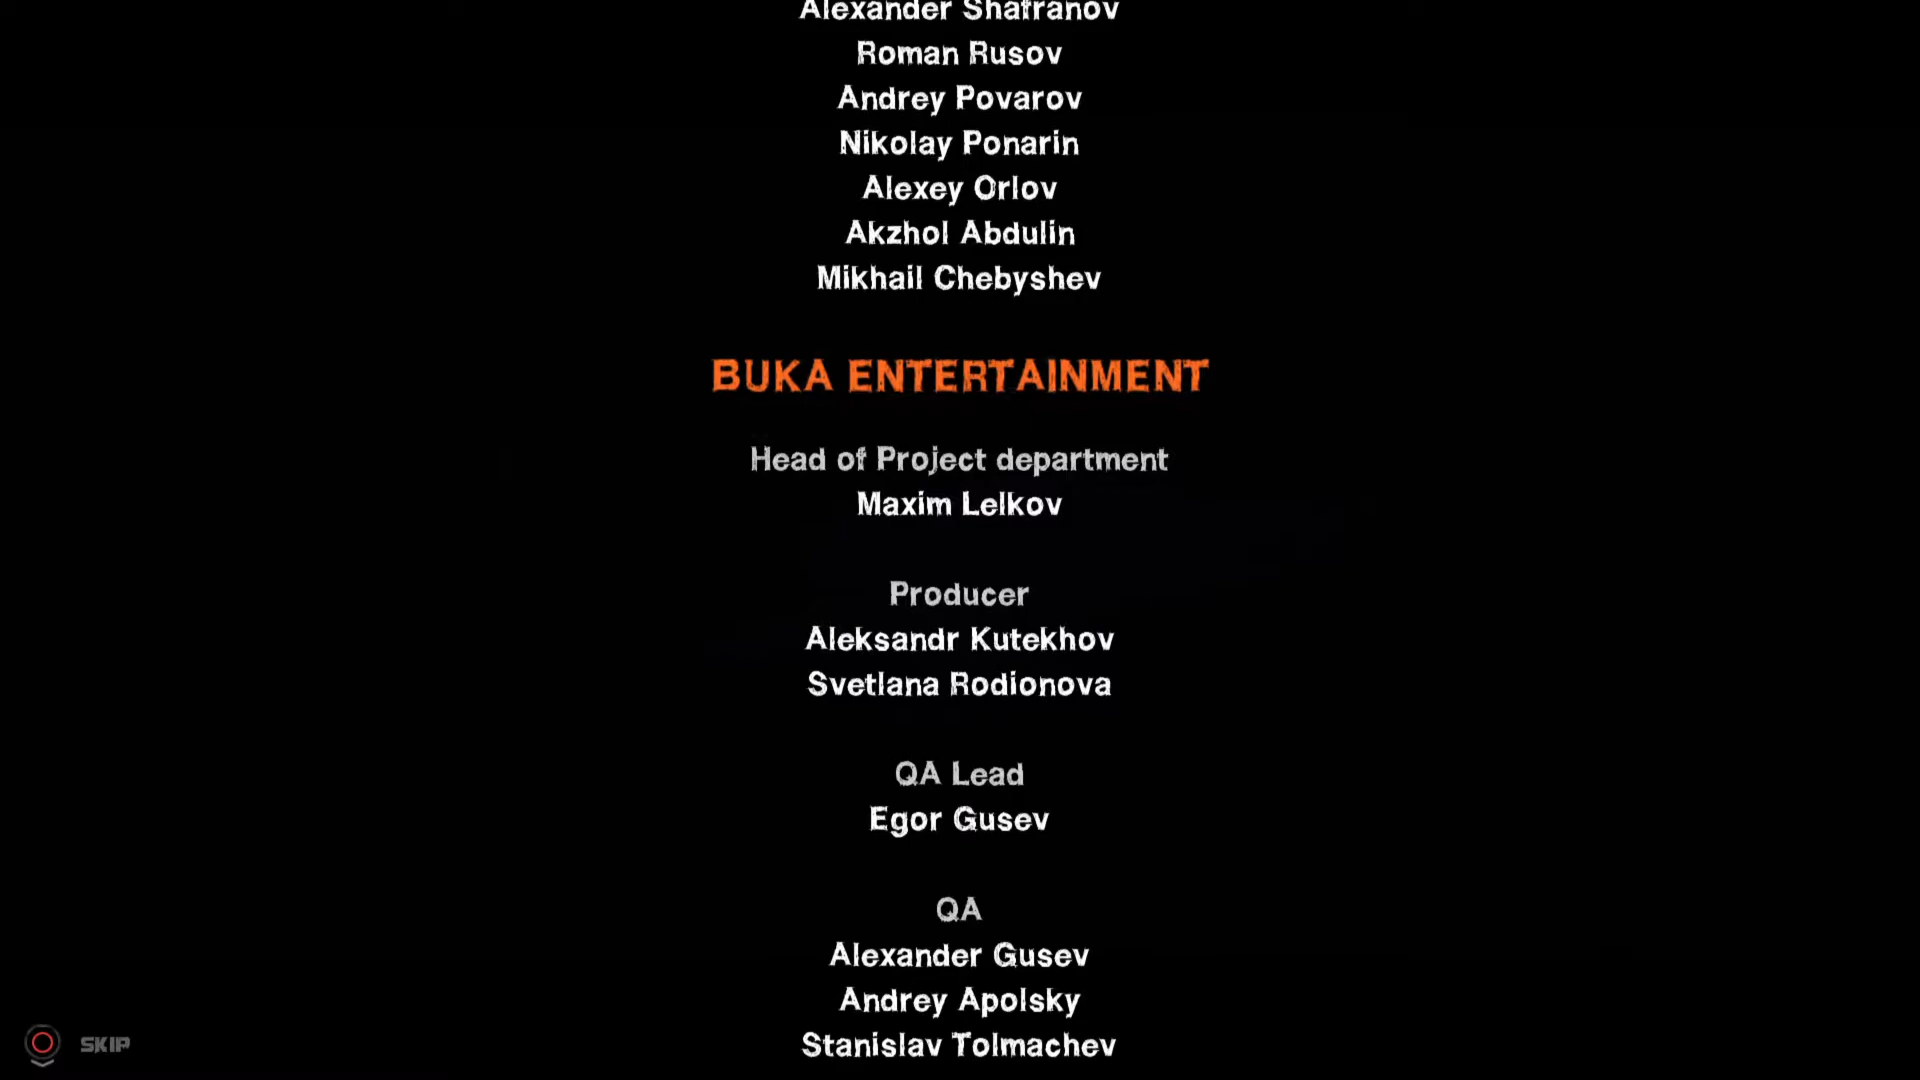 Alexander Shafranov
Roman Rusov
Andrey Povarov
Nikolay Ponarin
Alexey Orlov
Akzhol Abdulin
Mikhail Chebyshev
BUKA ENTERTAINMENT
Head of Project department
Maxim Lelkov
Producer
Aleksandr Kutekhov
Svetlana Rodionova
QA Lead
Egor Gusev
QA
Alexander Gusev
Andrey Apolsky
Stanislav Tolmachev
SKIP